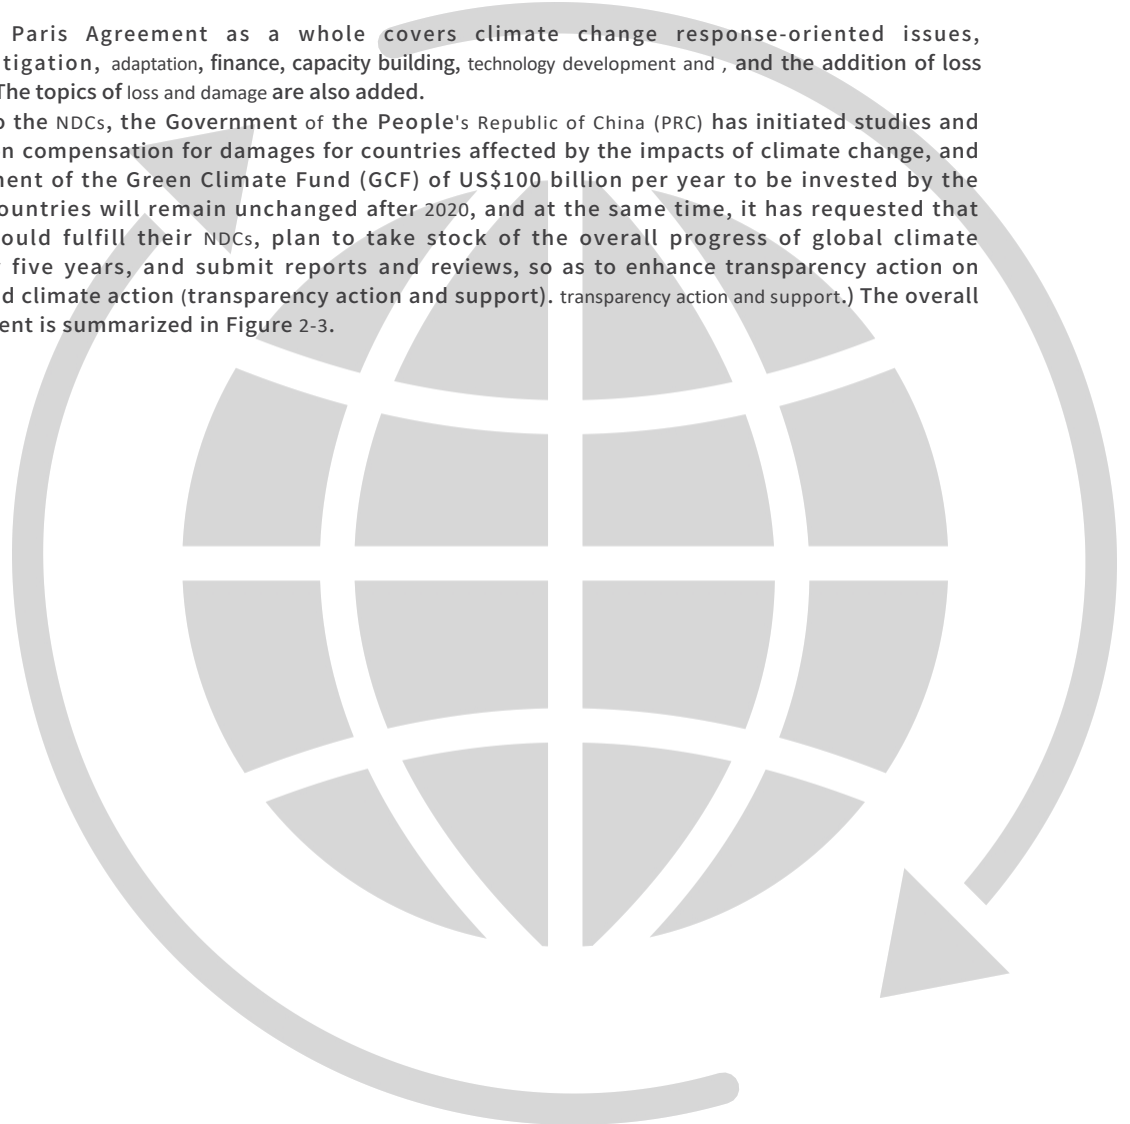 Paris Agreement as a whole covers climate change response-oriented issues,
tigation, adaptation, finance, capacity building, technology development and , and the addition of loss
The topics of loss and damage are also added.
o the NDCs, the Government of the People's Republic of China (PRC) has initiated studies and
n compensation for damages for countries affected by the impacts of climate change, and
ment of the Green Climate Fund (GCF) of US$100 billion per year to be invested by the
ountries will remain unchanged after 2020, and at the same time, it has requested that
ould fulfill their NDCs, plan to take stock of the overall progress of global climate
five years, and submit reports and reviews, so as to enhance transparency action on
d climate action (transparency action and support). transparency action and support.) The overall
ent is summarized in Figure 2-3.